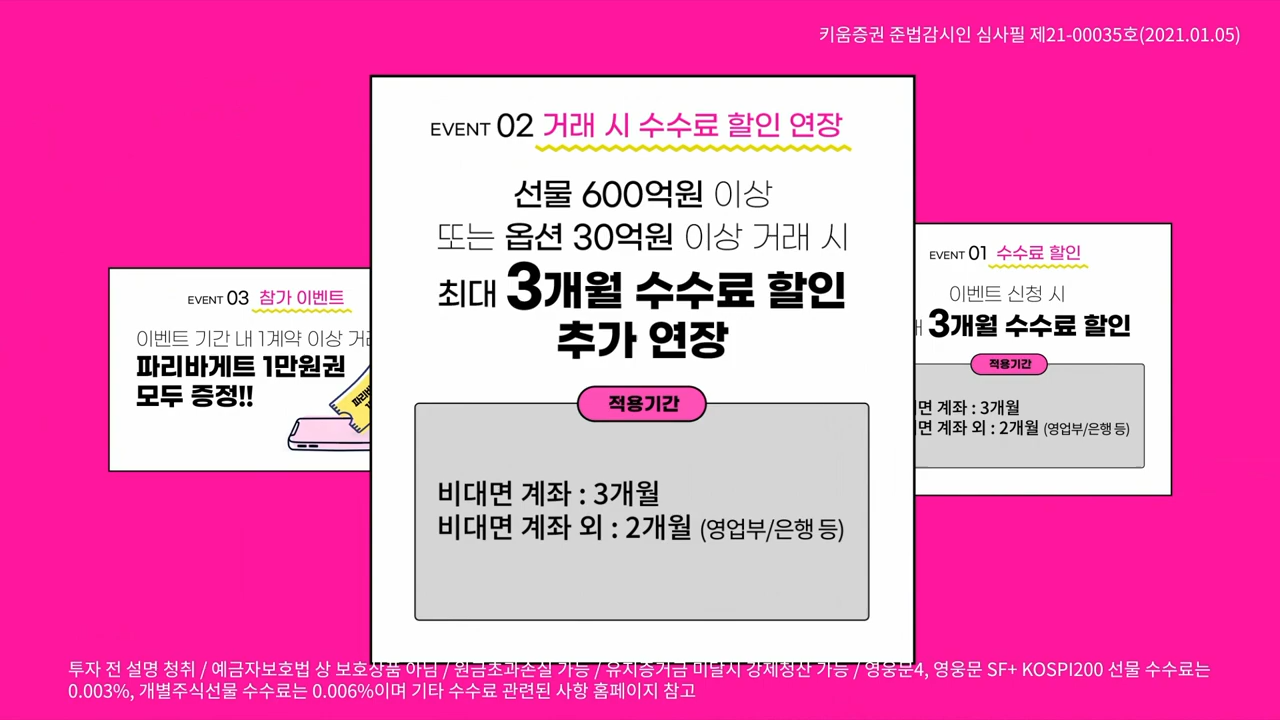 키움증권 준법감시인 심사필 제21-00035호(2021.01.05)
EVENT 02 거래 시 수수료 할인 연장
선물 600억원 이상
또는 옵션 30억원 이상 거래 시
최대 3개월 수수료 할인
추가 연장
적용기간
비대면 계좌 : 3개월
비대면 계좌 외 : 2개월 (영업부/은행 등)
EVENT 03 참가 이벤트
이벤트 기간 내 1계약 이상
파리바게트 1만원권
모두 증정!!
EVENT 01 수수료 할인
이벤트 신청 시
3개월 수수료 할인
적용기간
면 계좌 : 3개월
면 계좌 외 : 2개월 (영업부/은행 등)
투자 전 설명 청취 / 예금자보호법 상 보호상품 아님 / 원금초과손실 가능 / 유지증거금 미달시 강제청산 가능 / 영웅문4, 영웅문 SF+ KOSPI200 선물 수수료는
0.003%, 개별주식선물 수수료는 0.006%이며 기타 수수료 관련된 사항 홈페이지 참고